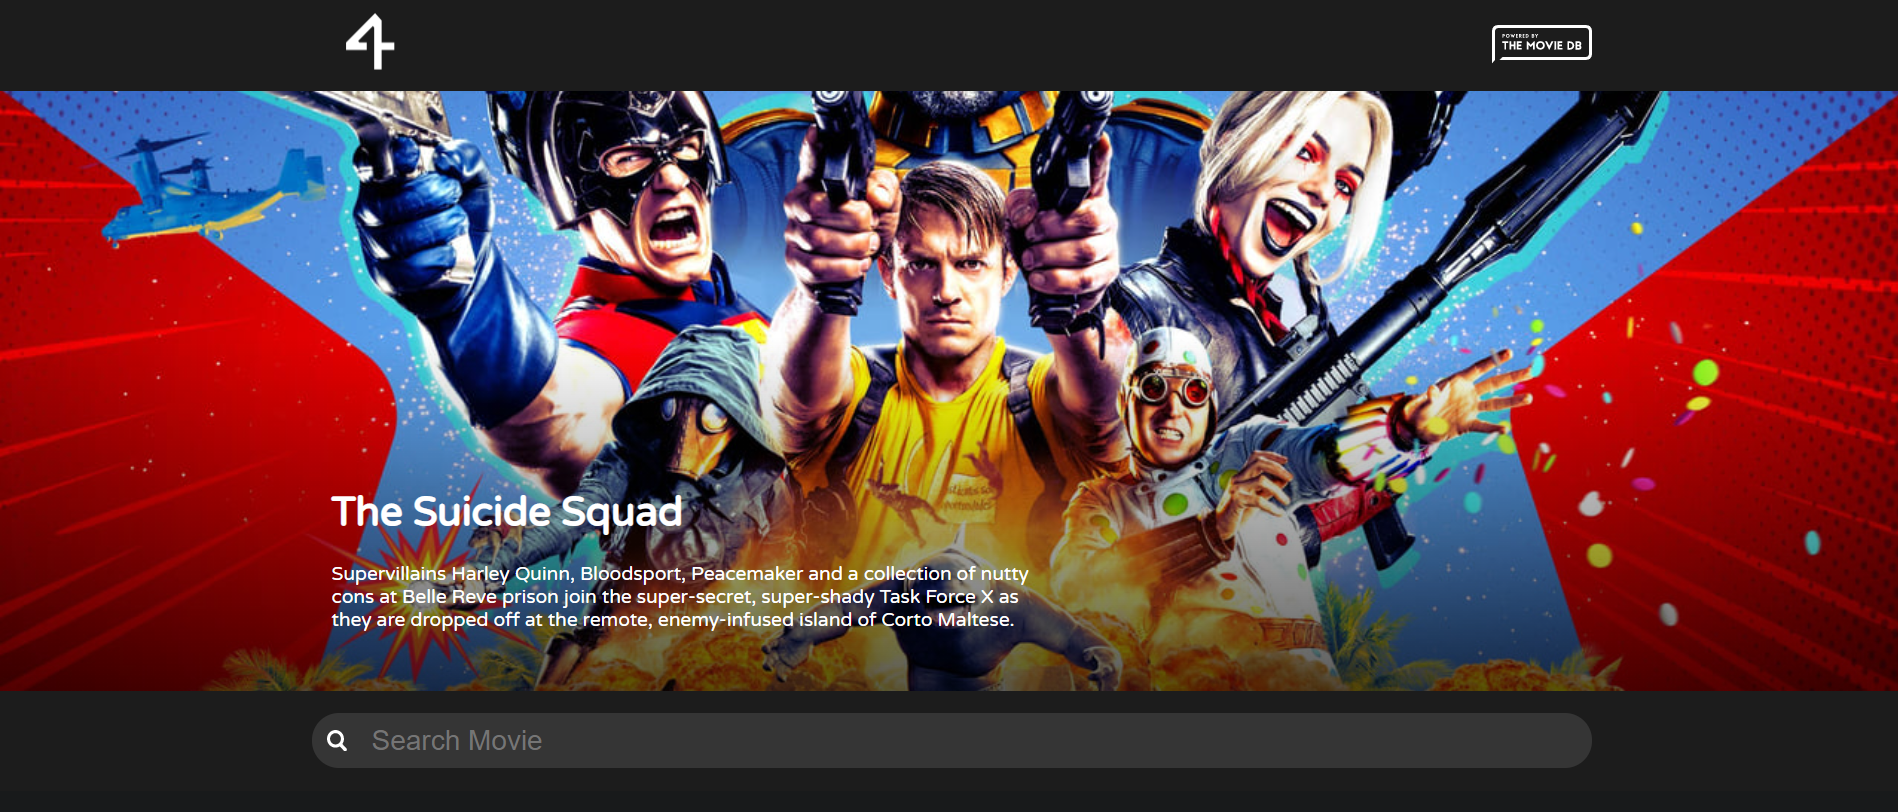 4
POWERED BY
THE MOVIE DB
The Suicide Squad
Supervillains Harley Quinn, Bloodsport, Peacemaker and a collection of nutty
cons at Belle Reve prison join the super-secret, super-shady Task Force X as
they are dropped off at the remote, enemy-infused island of Corto Maltese.
Search Movie